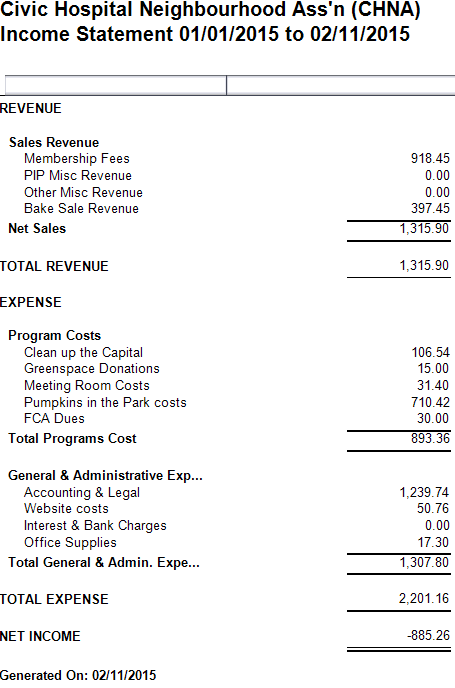 Civic Hospital Neighbourhood Ass'n (CHNA)
Income Statement 01/01/2015 to 02/11/2015
REVENUE
Sales Revenue
Membership Fees 918.45
PIP Misc Revenue 0.00
Other Misc Revenue 0.00
Bake Sale Revenue 397.45
Net Sales 1,315.90
TOTAL REVENUE 1,315.90
EXPENSE
Program Costs
Clean up the Capital 106.54
Greenspace Donations 15.00
Meeting Room Costs 31.40
Pumpkins in the Park costs 710.42
FCA Dues 30.00
Total Programs Cost 893.36
General & Administrative Exp...
Accounting & Legal 1,239.74
Website costs 50.76
Interest & Bank Charges 0.00
Office Supplies 17.30
Total General & Admin. Expe... 1,307.80
TOTAL EXPENSE 2,201.16
NET INCOME -885.26
Generated On: 02/11/2015